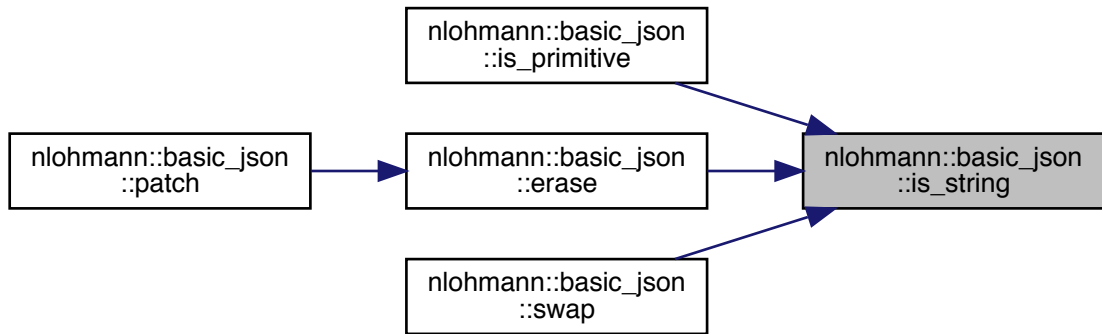 nlohmann::basic_json
::is_primitive
nlohmann::basic_json
::patch
nlohmann::basic_json
::erase
nlohmann::basic_json
::is_string
nlohmann::basic_json
::swap